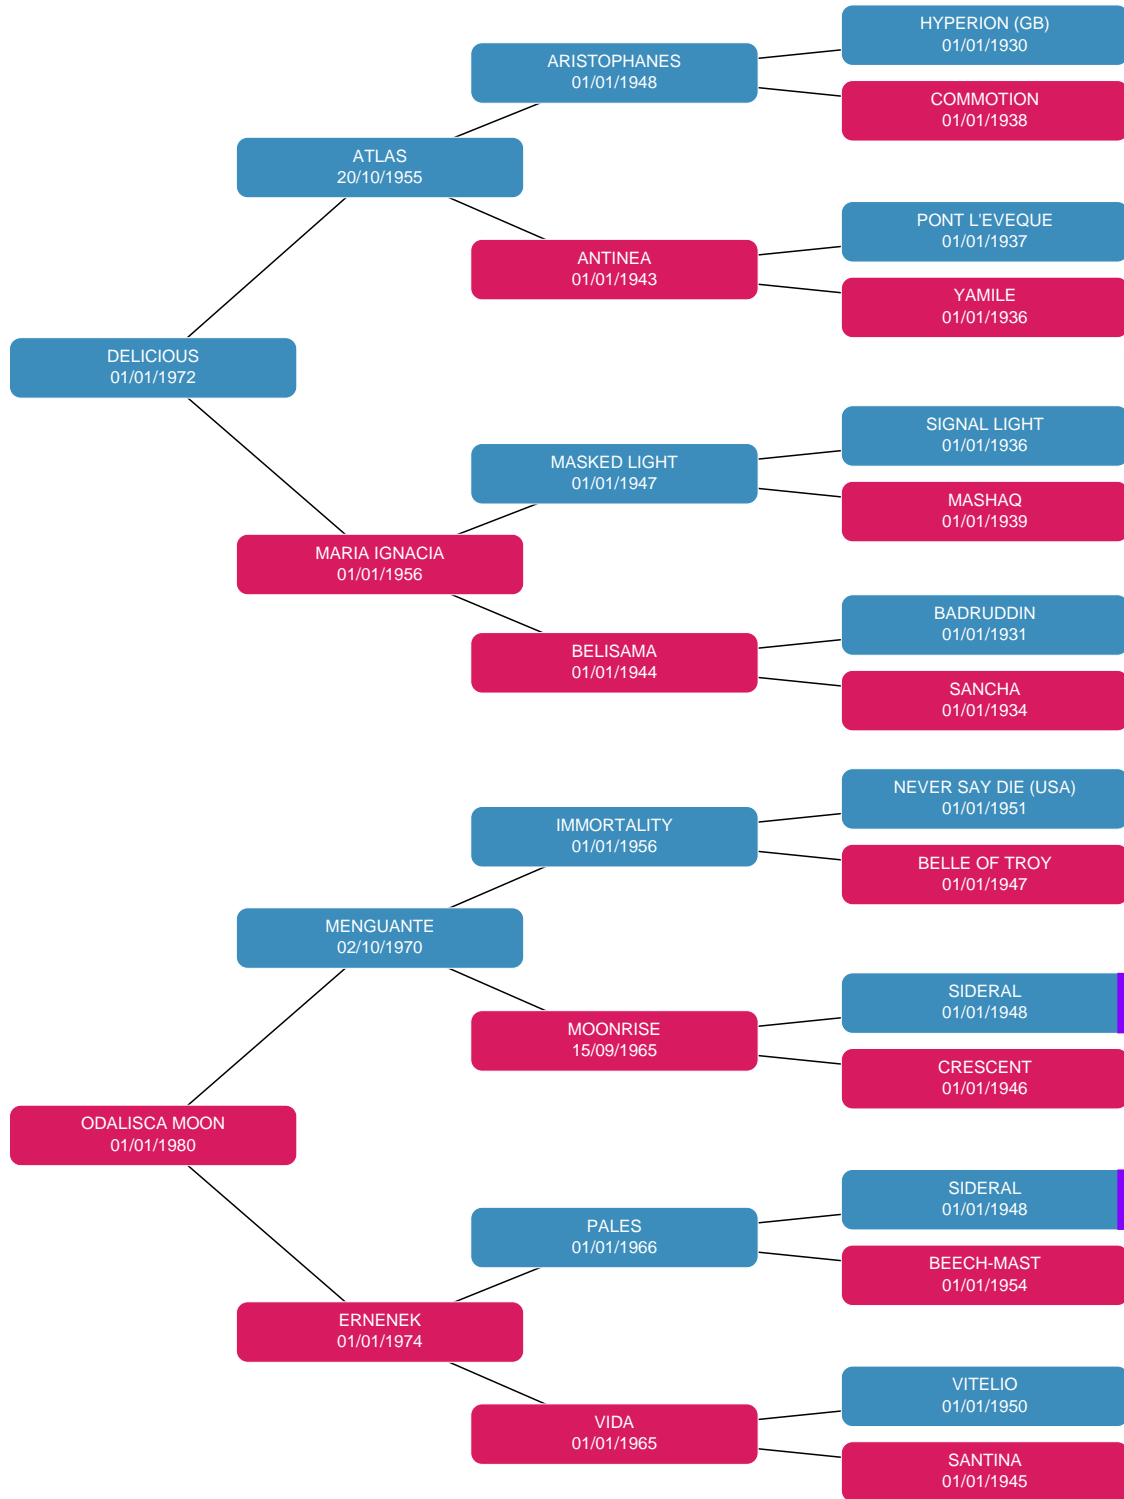 HYPERION (GB)
01/01/1930
ARISTOPHANES
01/01/1948
COMMOTION
01/01/1938
ATLAS
20/10/1955
PONT L'EVEQUE
01/01/1937
ANTINEA
01/01/1943
YAMILE
01/01/1936
DELICIOUS
01/01/1972
SIGNAL LIGHT
01/01/1936
MASKED LIGHT
01/01/1947
MASHAQ
01/01/1939
MARIA IGNACIA
01/01/1956
BADRUDDIN
01/01/1931
BELISAMA
01/01/1944
SANCHA
01/01/1934
NEVER SAY DIE (USA)
01/01/1951
IMMORTALITY
01/01/1956
BELLE OF TROY
01/01/1947
MENGUANTE
02/10/1970
SIDERAL
01/01/1948
MOONRISE
15/09/1965
CRESCENT
01/01/1946
ODALISCA MOON
01/01/1980
SIDERAL
01/01/1948
PALES
01/01/1966
BEECH-MAST
01/01/1954
ERNENEK
01/01/1974
VITELIO
01/01/1950
VIDA
01/01/1965
SANTINA
01/01/1945